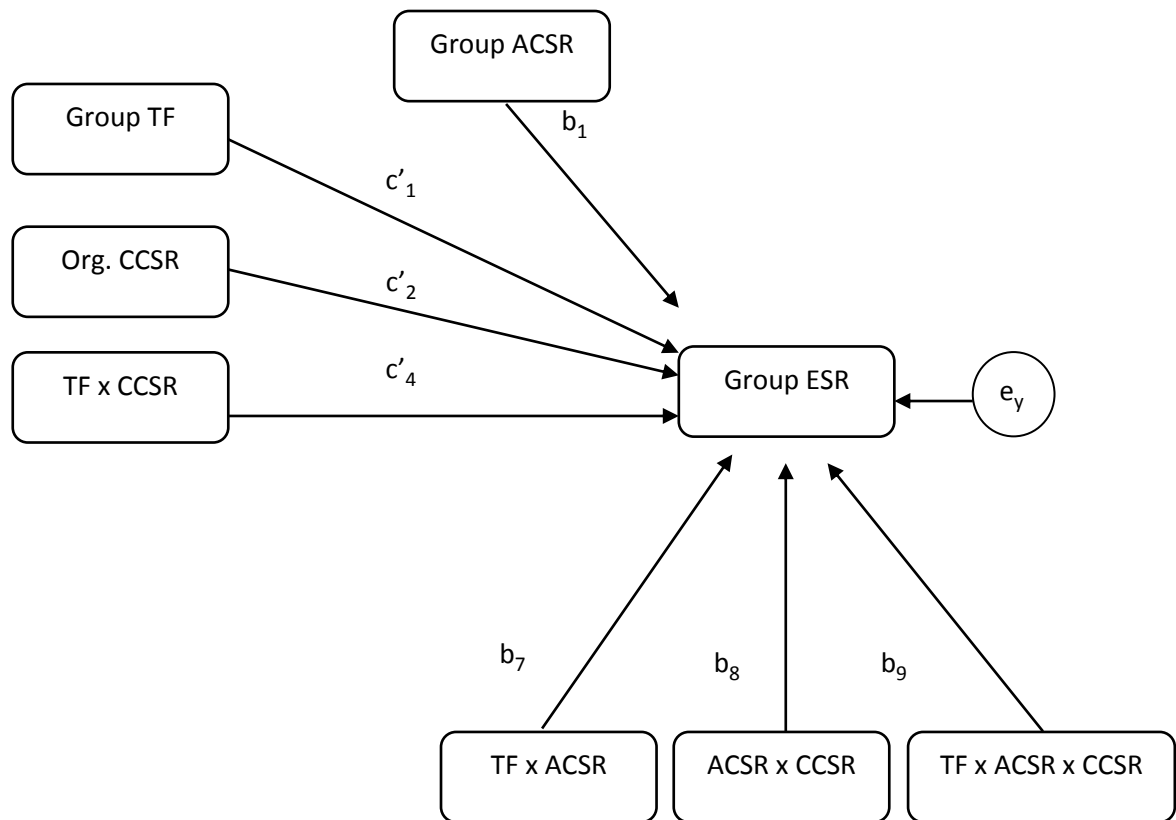 Group ACSR
b₁
Group TF
c’₁
Org. CCSR
c’₂
TF x CCSR
c’₄
Group ESR
e_y
b₇
b₈
b₉
TF x ACSR
ACSR x CCSR
TF x ACSR x CCSR